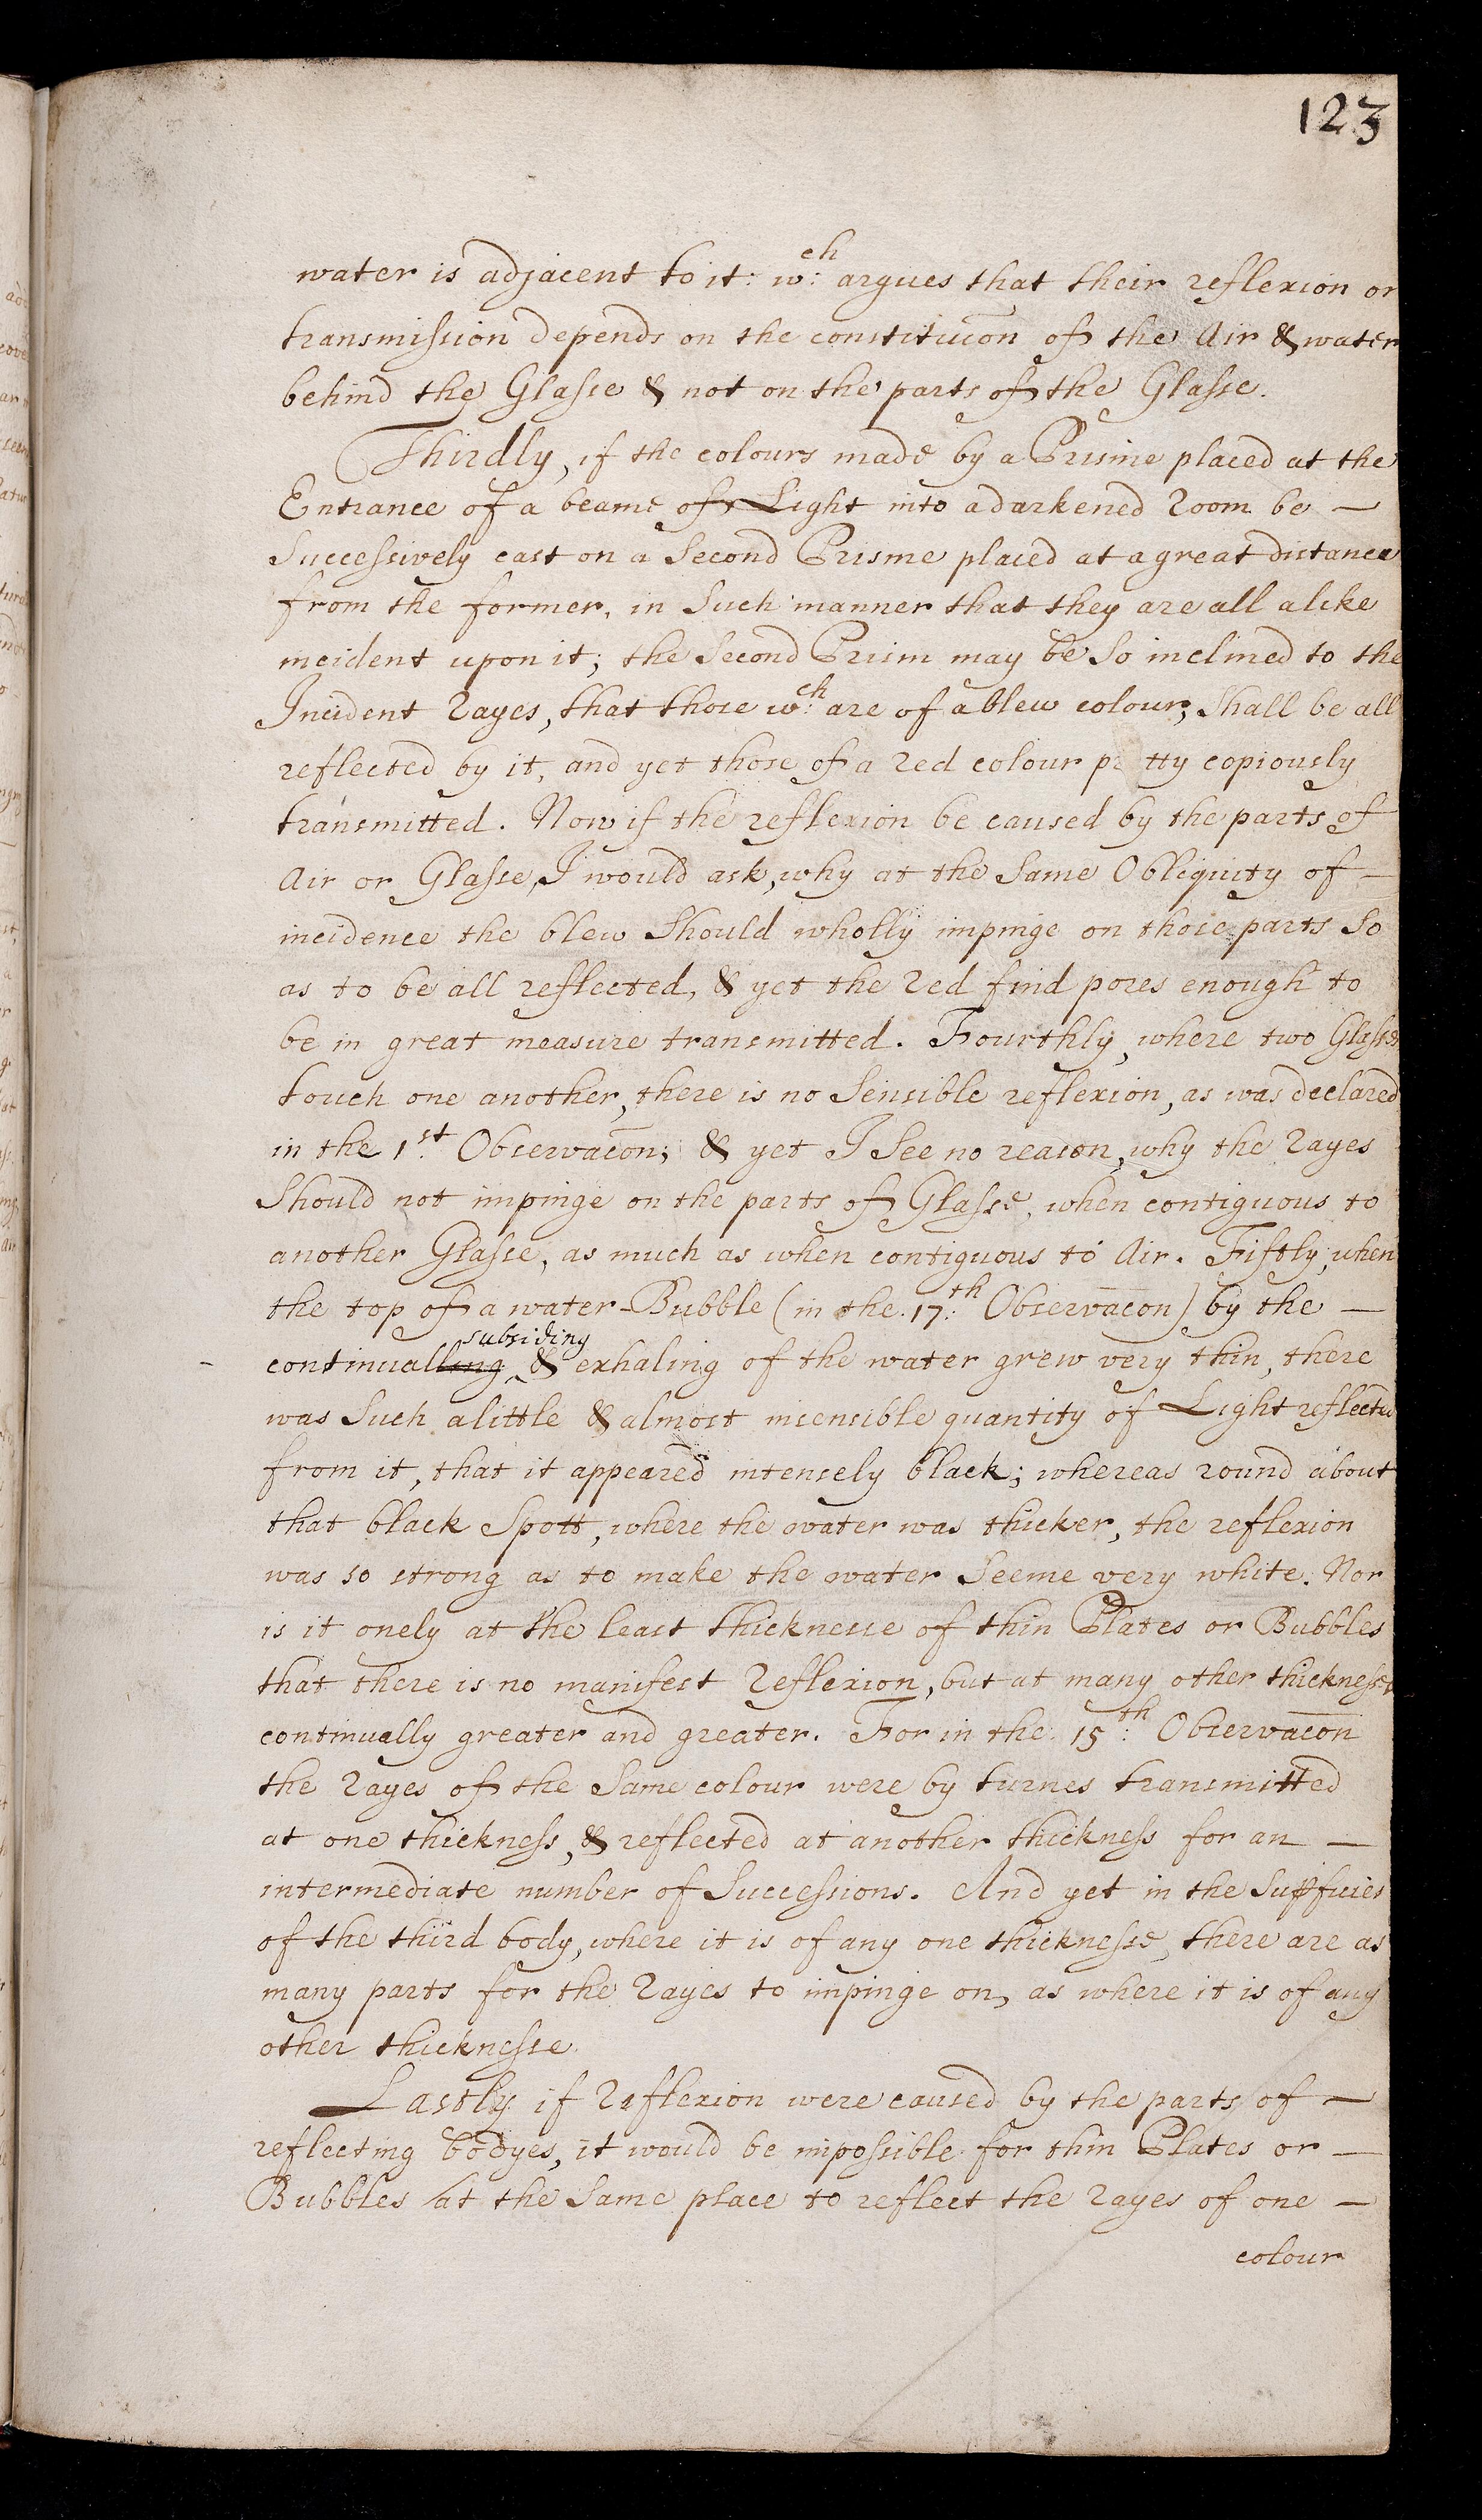 123
water is adjacent to it: wch: argues that their reflexion or
transmission depends on the constitucon of the Air & water
behind the Glasse & not on the parts of the Glasse.
Thirdly, if the colours made by a Prisme placed at the
Entrance of a beame of Light into a darkened Room be —
Successively cast on a Second Prisme placed at a great distance
from the former, in Such manner that they are all alike
incident upon it; the Second Prism may be So inclined to the
Incident Rayes, that those wch: are of a blew colour, Shall be all
reflected by it, and yet those of a red colour pretty copiously
transmitted. Now if the reflexion be caused by the parts of
Air or Glasse, I would ask, why at the Same Obliquity of —
incidence the blew Should wholly impinge on those parts So
as to be all reflected, & yet the Red find pores enough to
be in great measure transmitted. Fourthly, where two Glasses
touch one another, there is no Sensible reflexion, as was declared
in the 1st. Observacon; & yet I See no reason, why the Rayes
Should not impinge on the parts of Glasse, when contiguous to
another Glasse, as much as when contiguous to Air. Fiftly, when
the top of a water-Bubble (in the 17th: Observacon) by the —
subsiding
continualling, & exhaling of the water grew very thin, there
was Such a little & almost insensible quantity of Light reflected
from it, that it appeared intensely black; whereas round about
that black Spott, where the water was thicker, the reflexion
was so strong as to make the water Seeme very white. Nor
is it onely at the least thicknesse of thin Plates or Bubbles
that there is no manifest Reflexion, but at many other thicknesses
continually greater and greater. For in the 15th: Observacon
the Rayes of the Same colour were by turnes transmitted
at one thickness, & reflected at another thickness for an —
intermediate number of Successions. And yet in the Supficies
of the third body, where it is of any one thicknesse, there are as
many parts for the Rayes to impinge on, as where it is of any
other thicknesse.
Lastly if Reflexion were caused by the parts of —
reflecting bodyes, it would be impossible for thin Plates or —
Bubbles at the Same place to reflect the rayes of one —
colour